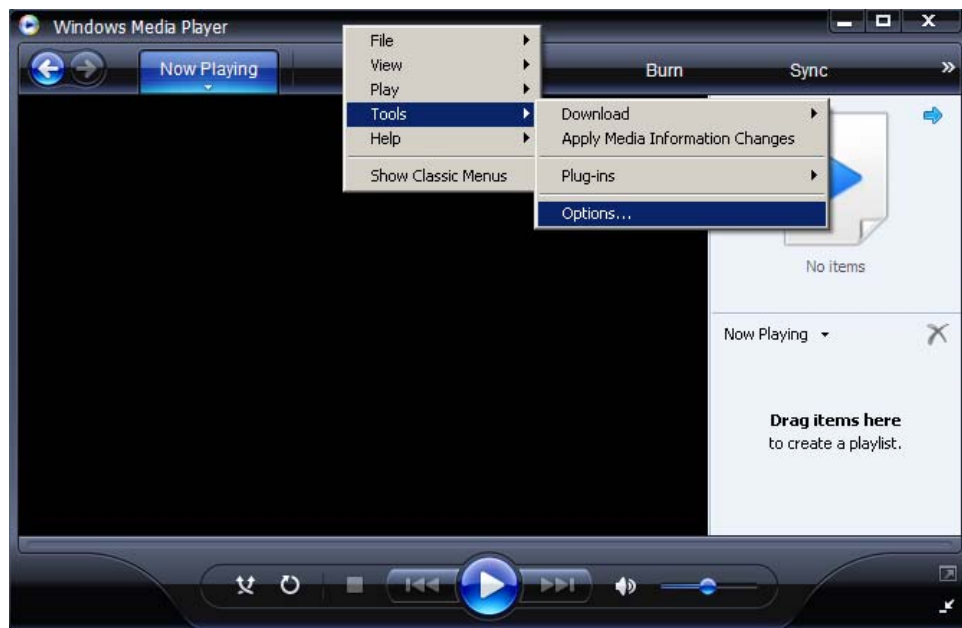 Windows Media Player
Now Playing
Burn
Sync
»
File
View
Play
Tools
Help
Show Classic Menus
Download
Apply Media Information Changes
Plug-ins
Options...
No items
Now Playing
Drag items here
to create a playlist.